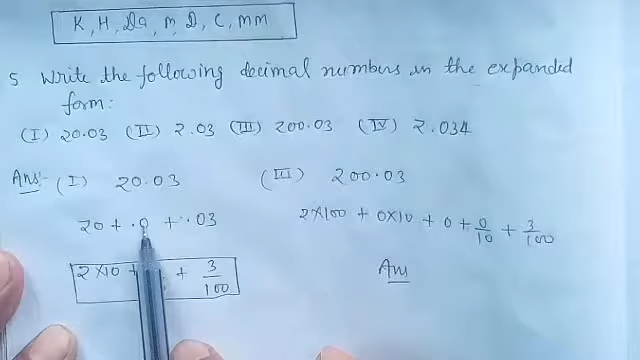 K, H, Da, m, D, C, MM
5 Write the following decimal numbers in the expanded
form:
(I) 20.03 (II) 2.03 (III) 200.03 (IV) 2.034
Ans:- (I) 20.03
20 + .0 + .03
2×10 + + 3/100
(III) 200.03
2×100 + 0×10 + 0 + 0/10 + 3/100
Ans